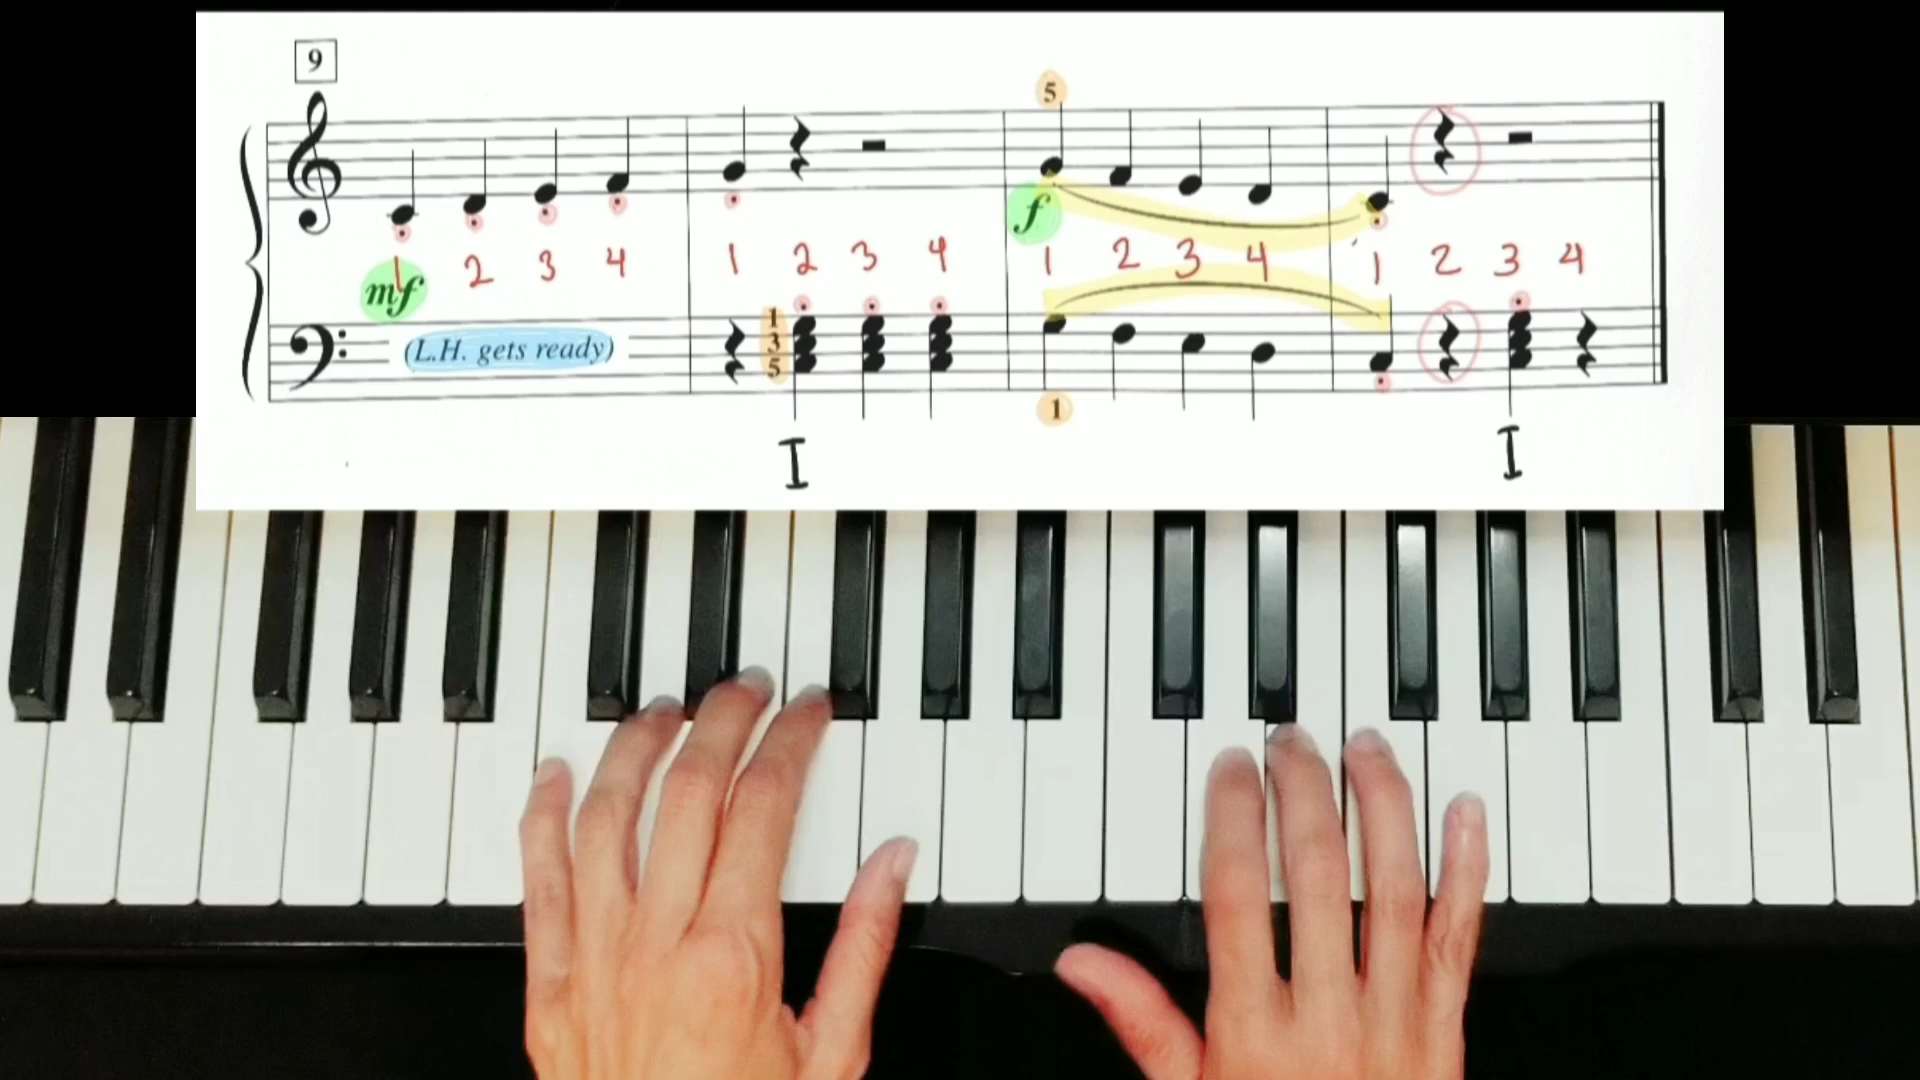 9
5
f
1 2 3 4 1 2 3 4 1 2 3 4 1 2 3 4
mf
1
3
5
(L.H. gets ready)
1
I I